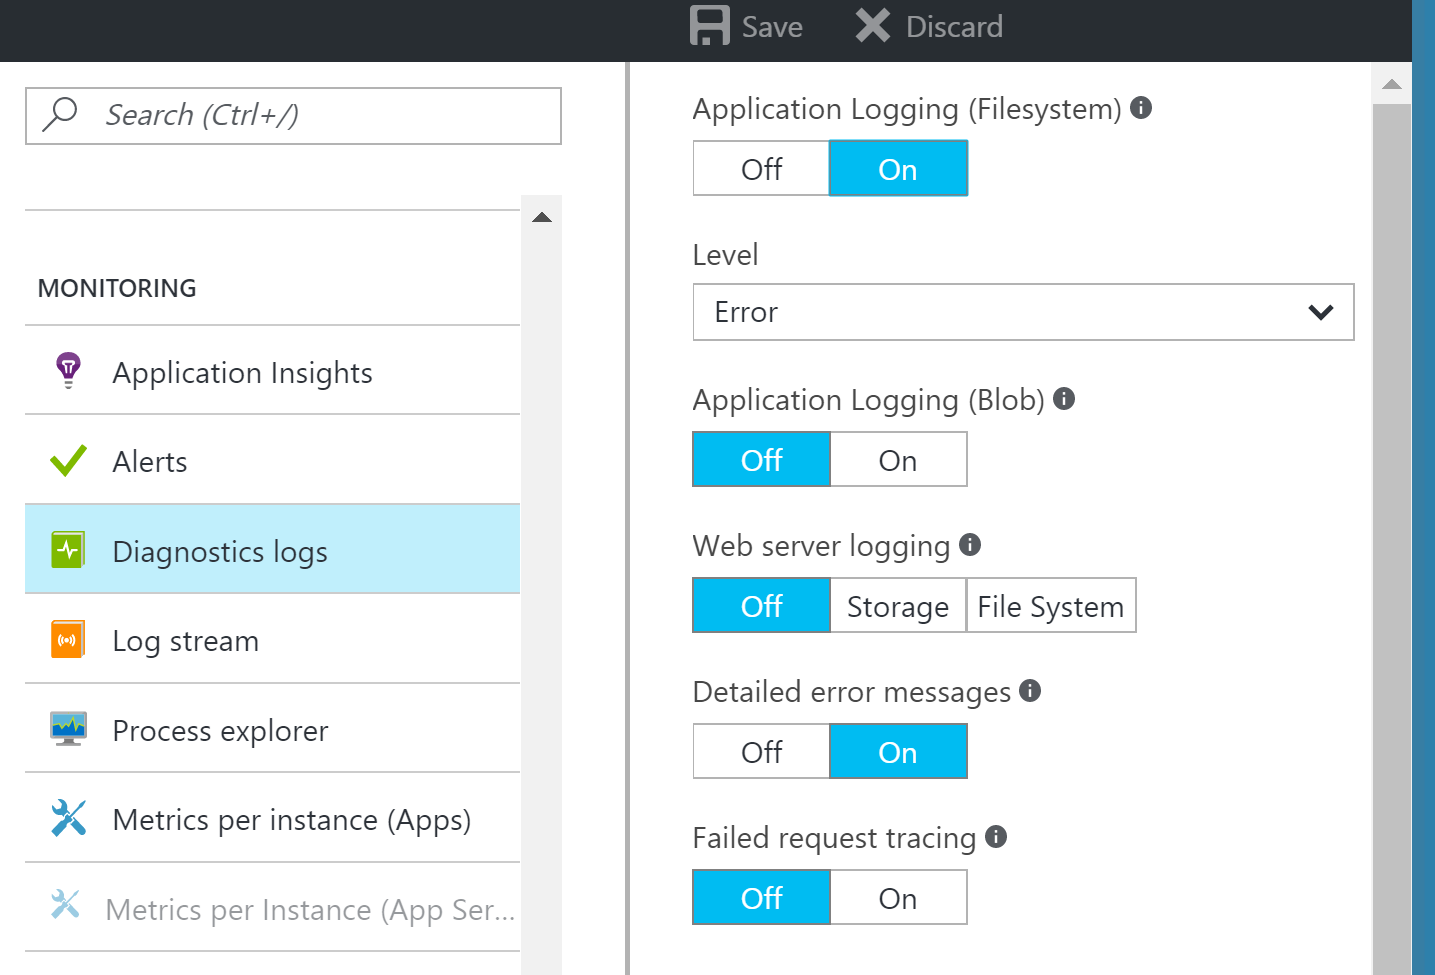 Save
Discard
Search (Ctrl+/)
MONITORING
Application Insights
Alerts
Diagnostics logs
Log stream
Process explorer
Metrics per instance (Apps)
Metrics per Instance (App Ser...
Application Logging (Filesystem)
Off On
Level
Error
Application Logging (Blob)
Off On
Web server logging
Off Storage File System
Detailed error messages
Off On
Failed request tracing
Off On